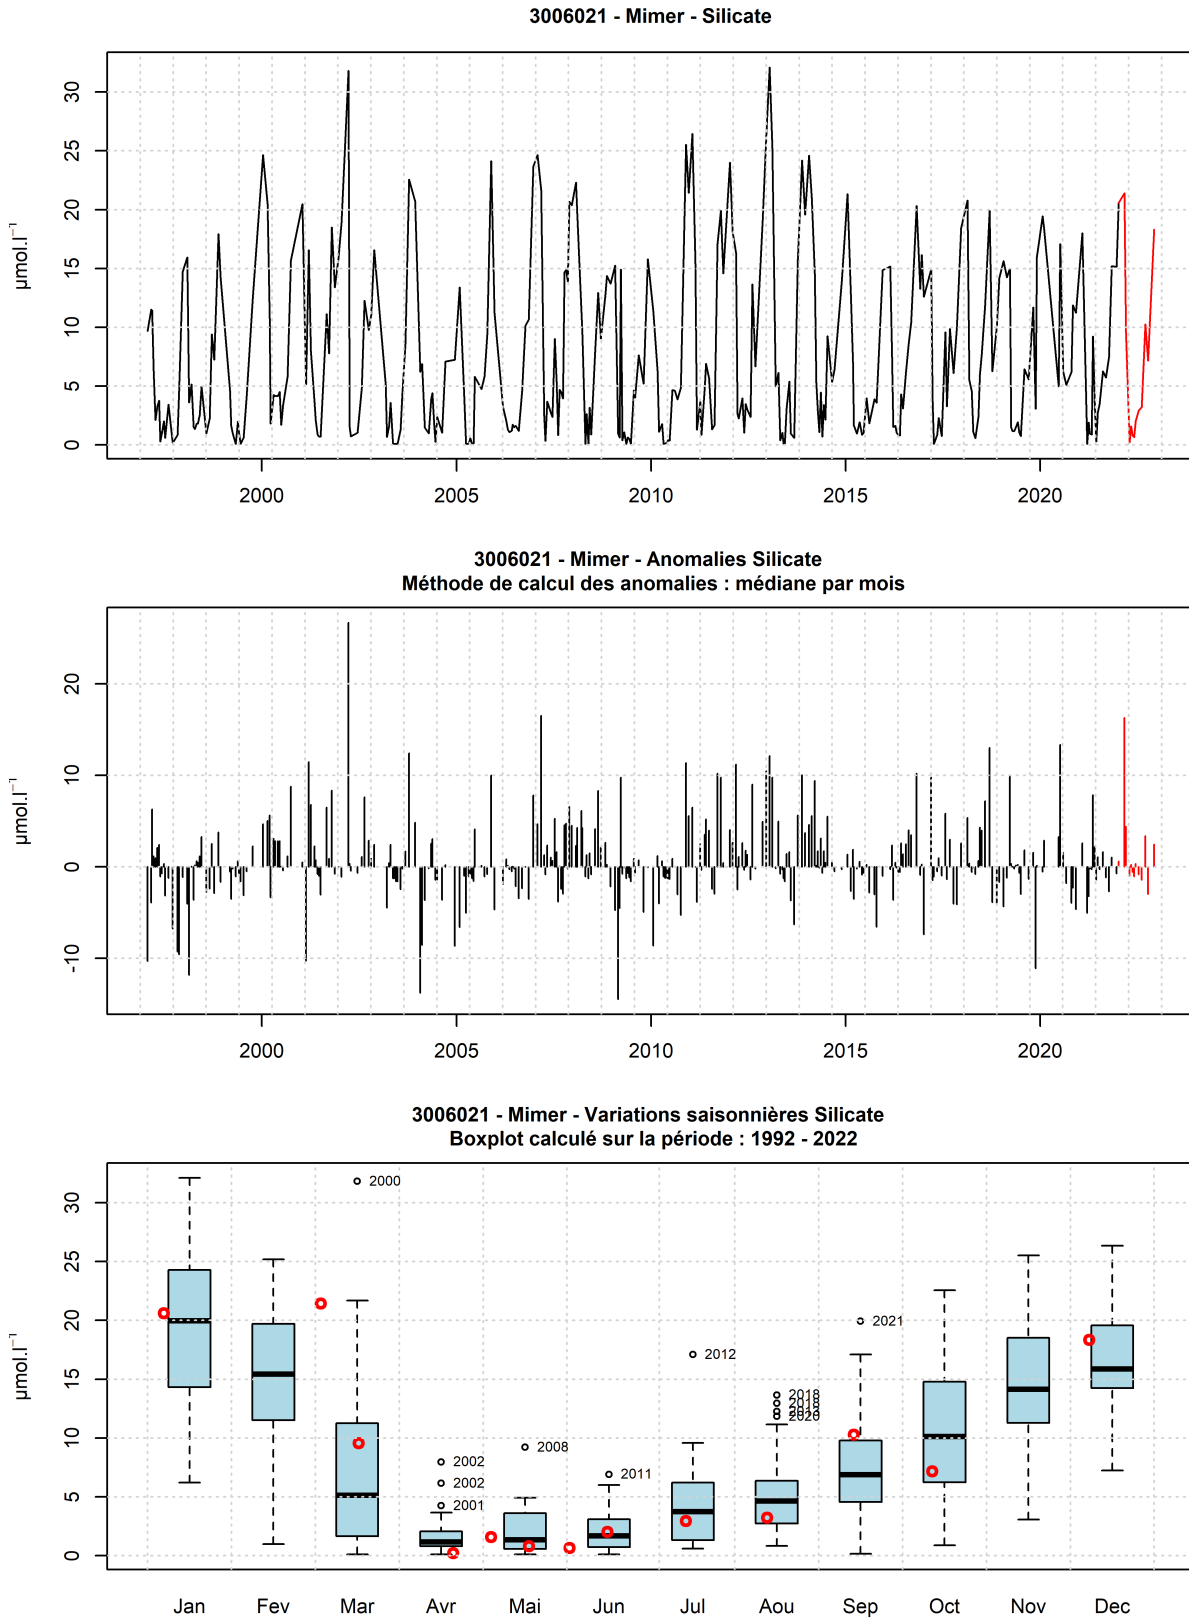 3006021 - Mimer - Silicate
30
25
20
15
10
5
0
µmol.l⁻¹
2000 2005 2010 2015 2020
3006021 - Mimer - Anomalies Silicate
Méthode de calcul des anomalies : médiane par mois
20
10
0
-10
µmol.l⁻¹
2000 2005 2010 2015 2020
3006021 - Mimer - Variations saisonnières Silicate
Boxplot calculé sur la période : 1992 - 2022
30
25
20
15
10
5
0
µmol.l⁻¹
2000
2002
2002
2001
2008
2011
2012
2018
2018
2020
2021
Jan Fev Mar Avr Mai Jun Jul Aou Sep Oct Nov Dec